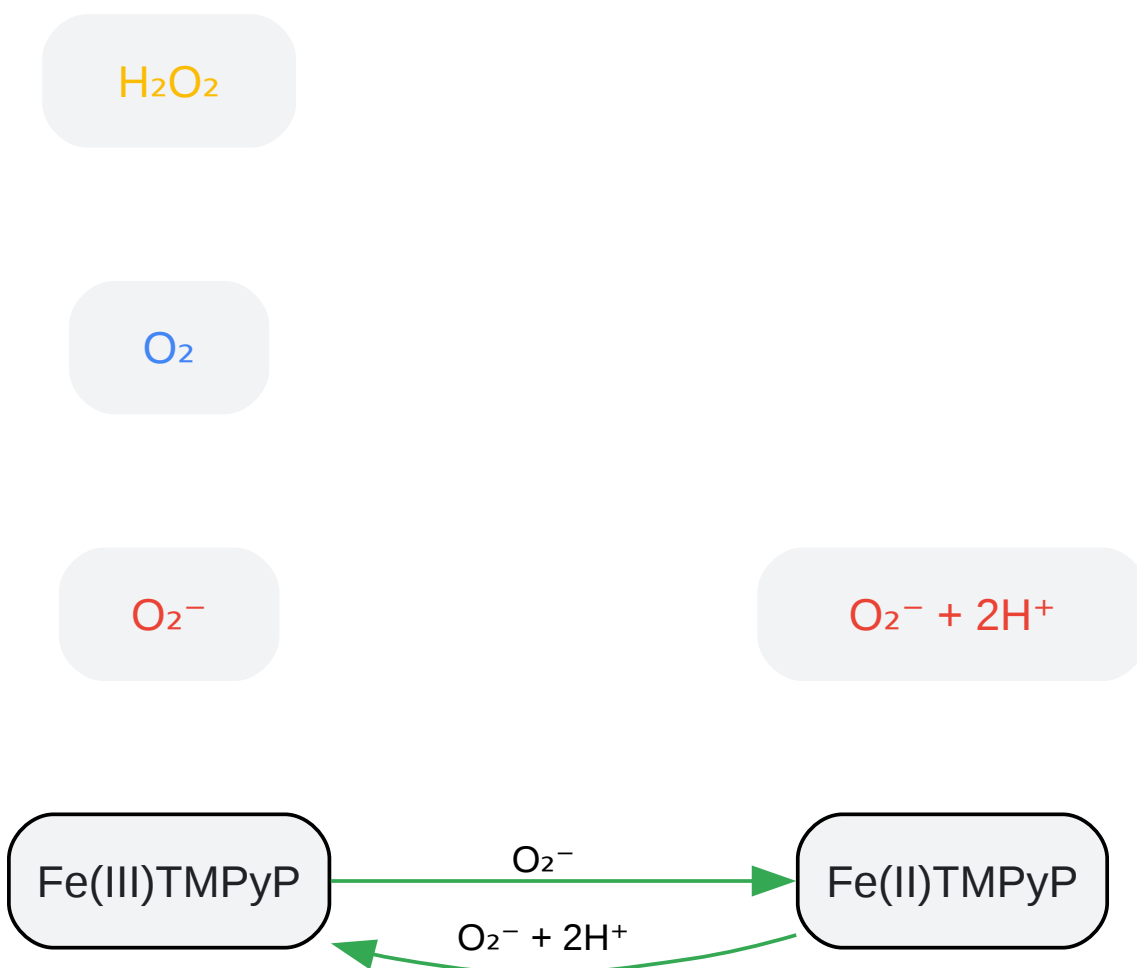 H₂O₂
O₂
O₂⁻
O₂⁻ + 2H⁺
O₂⁻
Fe(III)TMPyP
Fe(II)TMPyP
O₂⁻ + 2H⁺